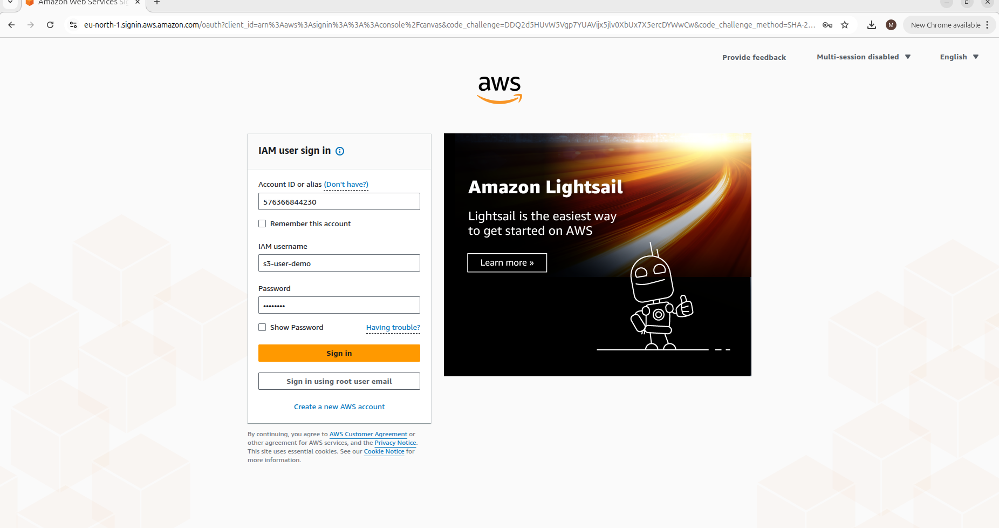 Amazon Web Services Sig
eu-north-1.signin.aws.amazon.com/oauth?client_id=arn%3Aaws%3Asignin%3A%3A%3Aconsole%2Fcanvas&code_challenge=DDQ2d5HUvW5Vgp7YUAVijx5jlv0XbUx7X5ercDYWwCw&code_challenge_method=SHA-2...
M
New Chrome available
Provide feedback
Multi-session disabled ▼
English ▼
aws
IAM user sign in
Account ID or alias (Don't have?)
576366844230
Remember this account
IAM username
s3-user-demo
Password
••••••••
Show Password
Having trouble?
Sign in
Sign in using root user email
Create a new AWS account
By continuing, you agree to AWS Customer Agreement or
other agreement for AWS services, and the Privacy Notice.
This site uses essential cookies. See our Cookie Notice for
more information.
Amazon Lightsail
Lightsail is the easiest way
to get started on AWS
Learn more »